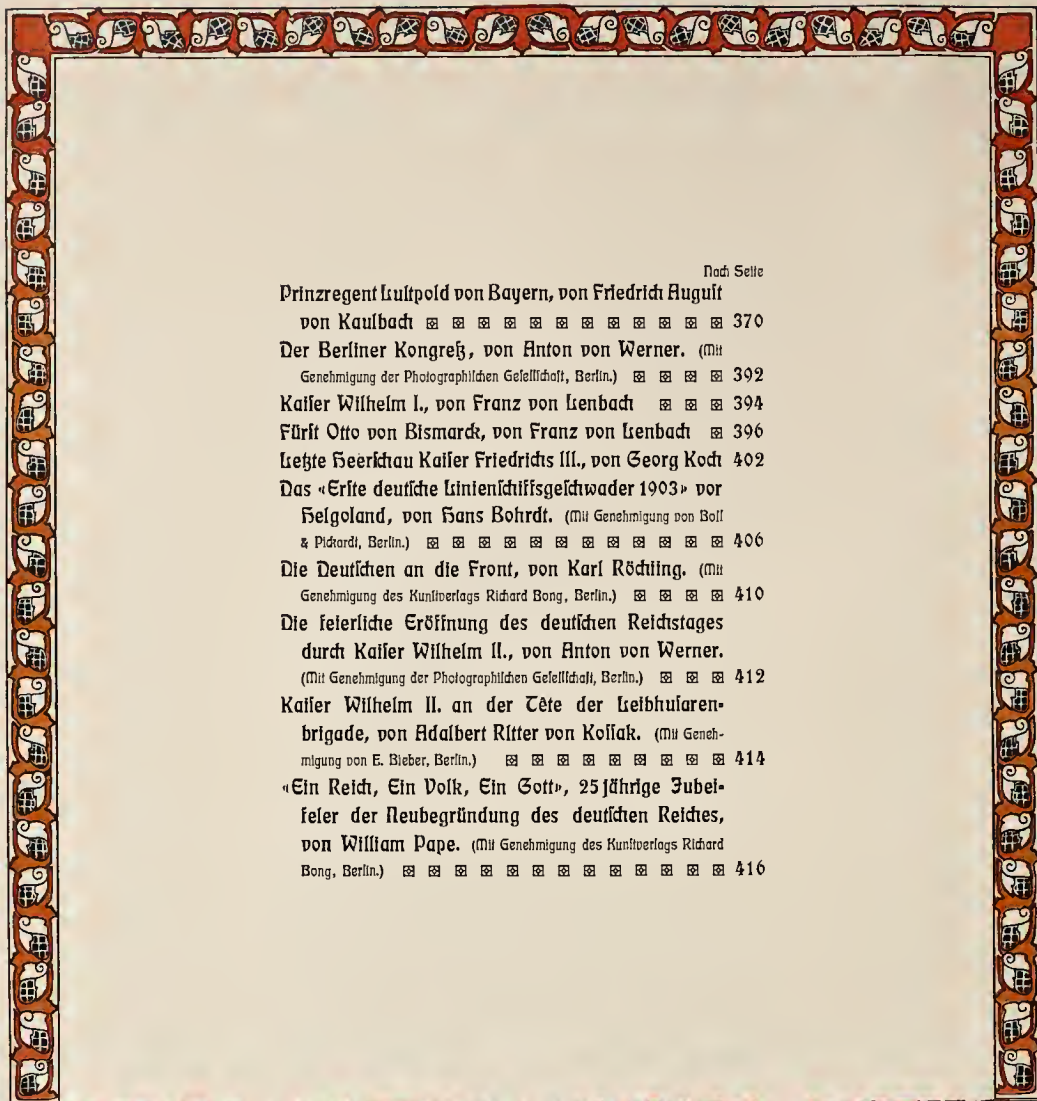 Nach Seite
Prinzregent Luitpold von Bayern, von Friedrich August
von Kaulbach 370
Der Berliner Kongreß, von Anton von Werner. (Mit
Genehmigung der Photographischen Gesellschaft, Berlin.) 392
Kaiser Wilhelm I., von Franz von Lenbach 394
Fürst Otto von Bismarck, von Franz von Lenbach 396
Letzte Heerschau Kaiser Friedrichs III., von Georg Koch 402
Das «Erste deutsche Linienschiffsgeschwader 1903» vor
Helgoland, von Hans Bohrdt. (Mit Genehmigung von Boll
& Pickardt, Berlin.) 406
Die Deutschen an die Front, von Karl Röchling. (Mit
Genehmigung des Kunstverlags Richard Bong, Berlin.) 410
Die feierliche Eröffnung des deutschen Reichstages
durch Kaiser Wilhelm II., von Anton von Werner.
(Mit Genehmigung der Photographischen Gesellschaft, Berlin.) 412
Kaiser Wilhelm II. an der Tête der Leibhusaren-
brigade, von Adalbert Ritter von Kossak. (Mit Geneh-
migung von E. Bieber, Berlin.) 414
«Ein Reich, Ein Volk, Ein Gott», 25jährige Jubel-
feier der Neubegründung des deutschen Reiches,
von William Pape. (Mit Genehmigung des Kunstverlags Richard
Bong, Berlin.) 416